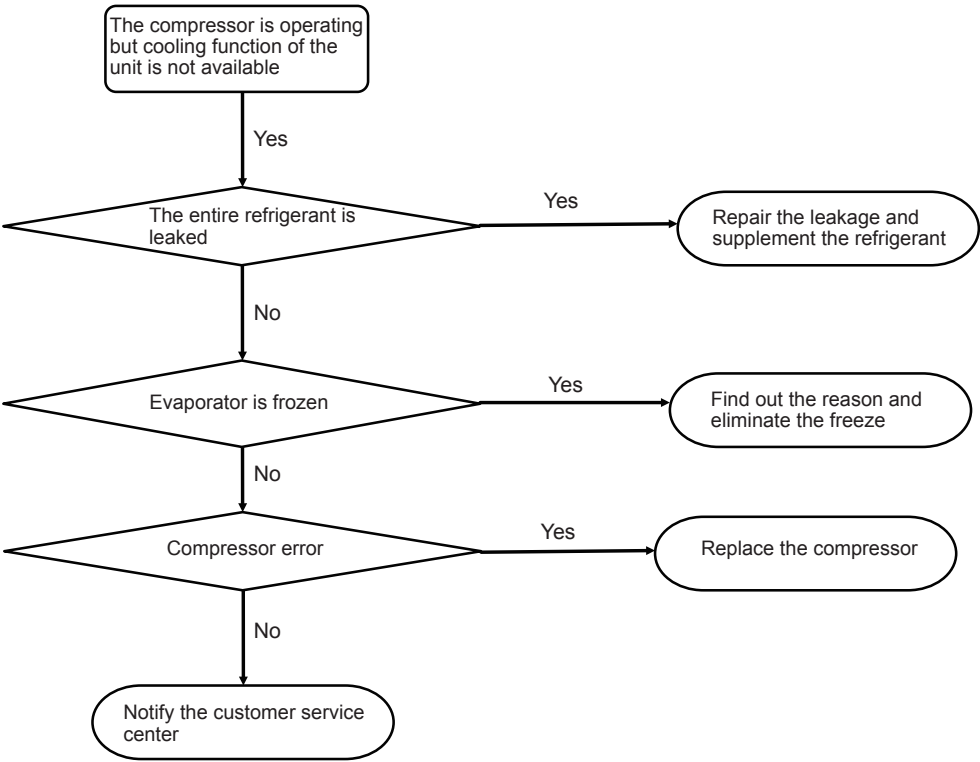 The compressor is operating
but cooling function of the
unit is not available
Yes
The entire refrigerant is
leaked
Yes
Repair the leakage and
supplement the refrigerant
No
Evaporator is frozen
Yes
Find out the reason and
eliminate the freeze
No
Compressor error
Yes
Replace the compressor
No
Notify the customer service
center